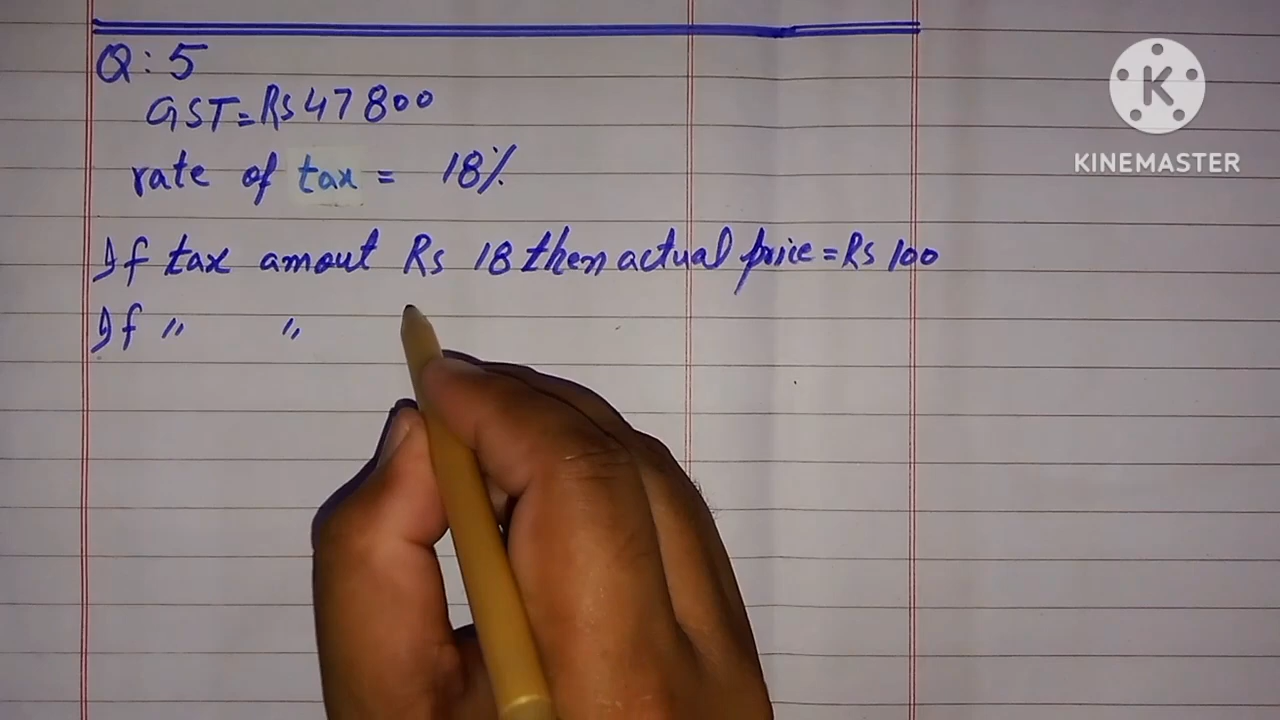 Q: 5
GST = Rs 47800
rate of tax = 18%
If tax amout Rs 18 then actual price = Rs 100
If " "
K
KINEMASTER